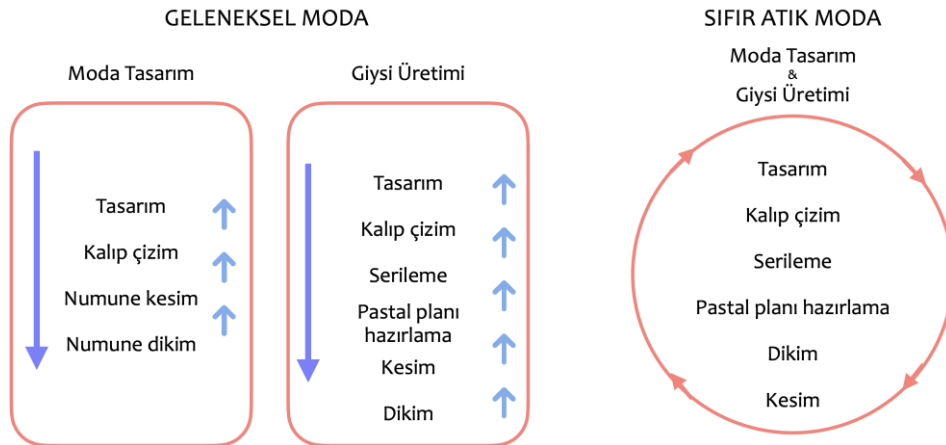 GELENEKSEL MODA
Moda Tasarım
Tasarım
Kalıp çizim
Numune kesim
Numune dikim
Giysi Üretimi
Tasarım
Kalıp çizim
Serileme
Pastal planı
hazırlama
Kesim
Dikim
SIFIR ATIK MODA
Moda Tasarım
&
Giysi Üretimi
Tasarım
Kalıp çizim
Serileme
Pastal planı hazırlama
Dikim
Kesim